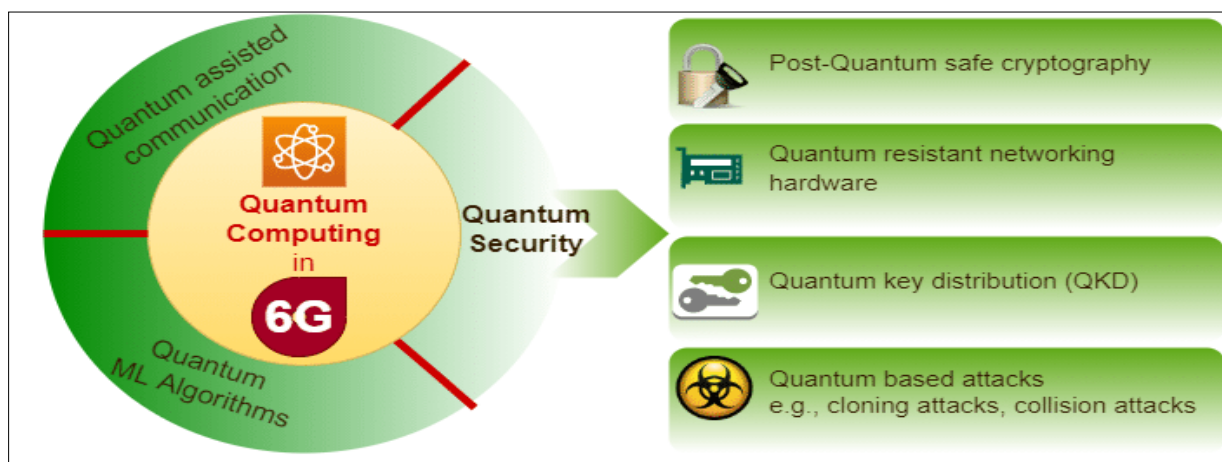 Quantum assisted
communication
Quantum
Computing
in
6G
Quantum
ML Algorithms
Quantum
Security
Post-Quantum safe cryptography
Quantum resistant networking
hardware
Quantum key distribution (QKD)
Quantum based attacks
e.g., cloning attacks, collision attacks